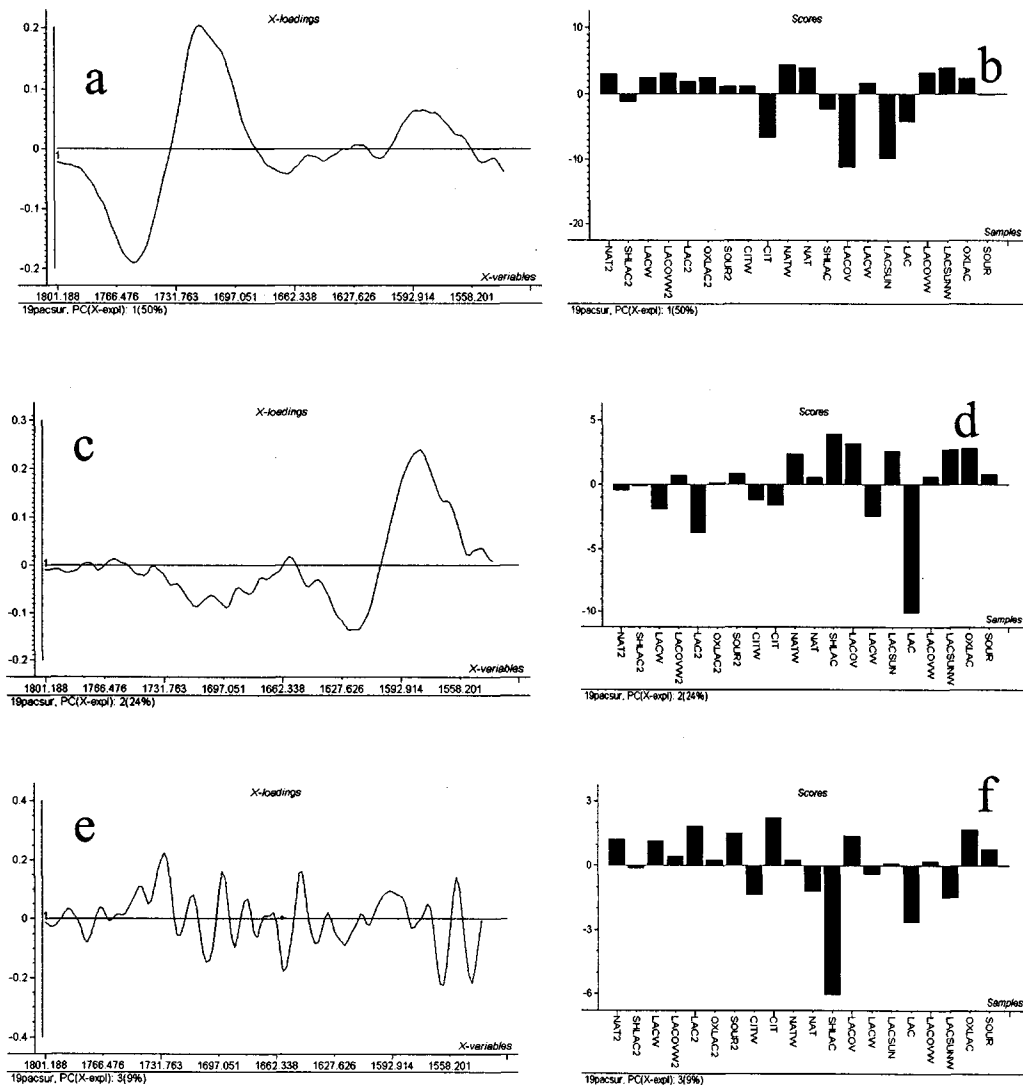 X-loadings
a
0.2
0.1
0
-0.1
-0.2
1
X-variables
1801.188 1766.476 1731.763 1697.051 1662.338 1627.626 1592.914 1558.201
19pacsur, PC(X-expl): 1(50%)
Scores
b
10
0
-10
-20
Samples
NAT2 SHLAC2 LACW LACOVW2 LAC2 OXLAC2 SOUR2 CITW CIT NATW NAT SHLAC LACOV LACW LACSUN LAC LACOVW LACSUNW OXLAC SOUR
19pacsur, PC(X-expl): 1(50%)
X-loadings
c
0.3
0.2
0.1
0
-0.1
-0.2
1
X-variables
1801.188 1766.476 1731.763 1697.051 1662.338 1627.626 1592.914 1558.201
19pacsur, PC(X-expl): 2(24%)
Scores
d
5
0
-5
-10
Samples
NAT2 SHLAC2 LACW LACOVW2 LAC2 OXLAC2 SOUR2 CITW CIT NATW NAT SHLAC LACOV LACW LACSUN LAC LACOVW LACSUNW OXLAC SOUR
19pacsur, PC(X-expl): 2(24%)
X-loadings
e
0.4
0.2
0
-0.2
-0.4
1
X-variables
1801.188 1766.476 1731.763 1697.051 1662.338 1627.626 1592.914 1558.201
19pacsur, PC(X-expl): 3(9%)
Scores
f
3
0
-3
-6
Samples
NAT2 SHLAC2 LACW LACOVW2 LAC2 OXLAC2 SOUR2 CITW CIT NATW NAT SHLAC LACOV LACW LACSUN LAC LACOVW LACSUNW OXLAC SOUR
19pacsur, PC(X-expl): 3(9%)